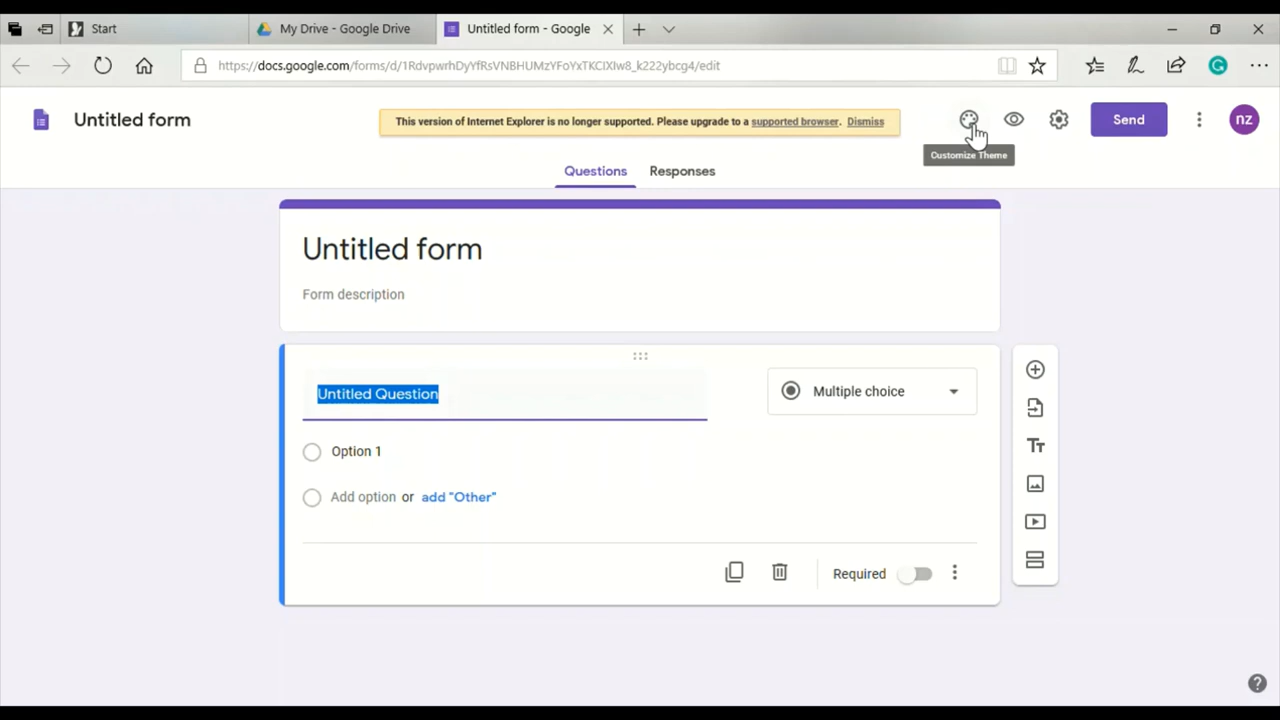 Start
My Drive - Google Drive
Untitled form - Google
https://docs.google.com/forms/d/1RdvpwrhDyYfRsVNBHUMzYFoYxTKClXIw8_k222ybcg4/edit
Untitled form
This version of Internet Explorer is no longer supported. Please upgrade to a supported browser. Dismiss
Send
nz
Customize Theme
Questions
Responses
Untitled form
Form description
Untitled Question
Multiple choice
Option 1
Add option or add "Other"
Required